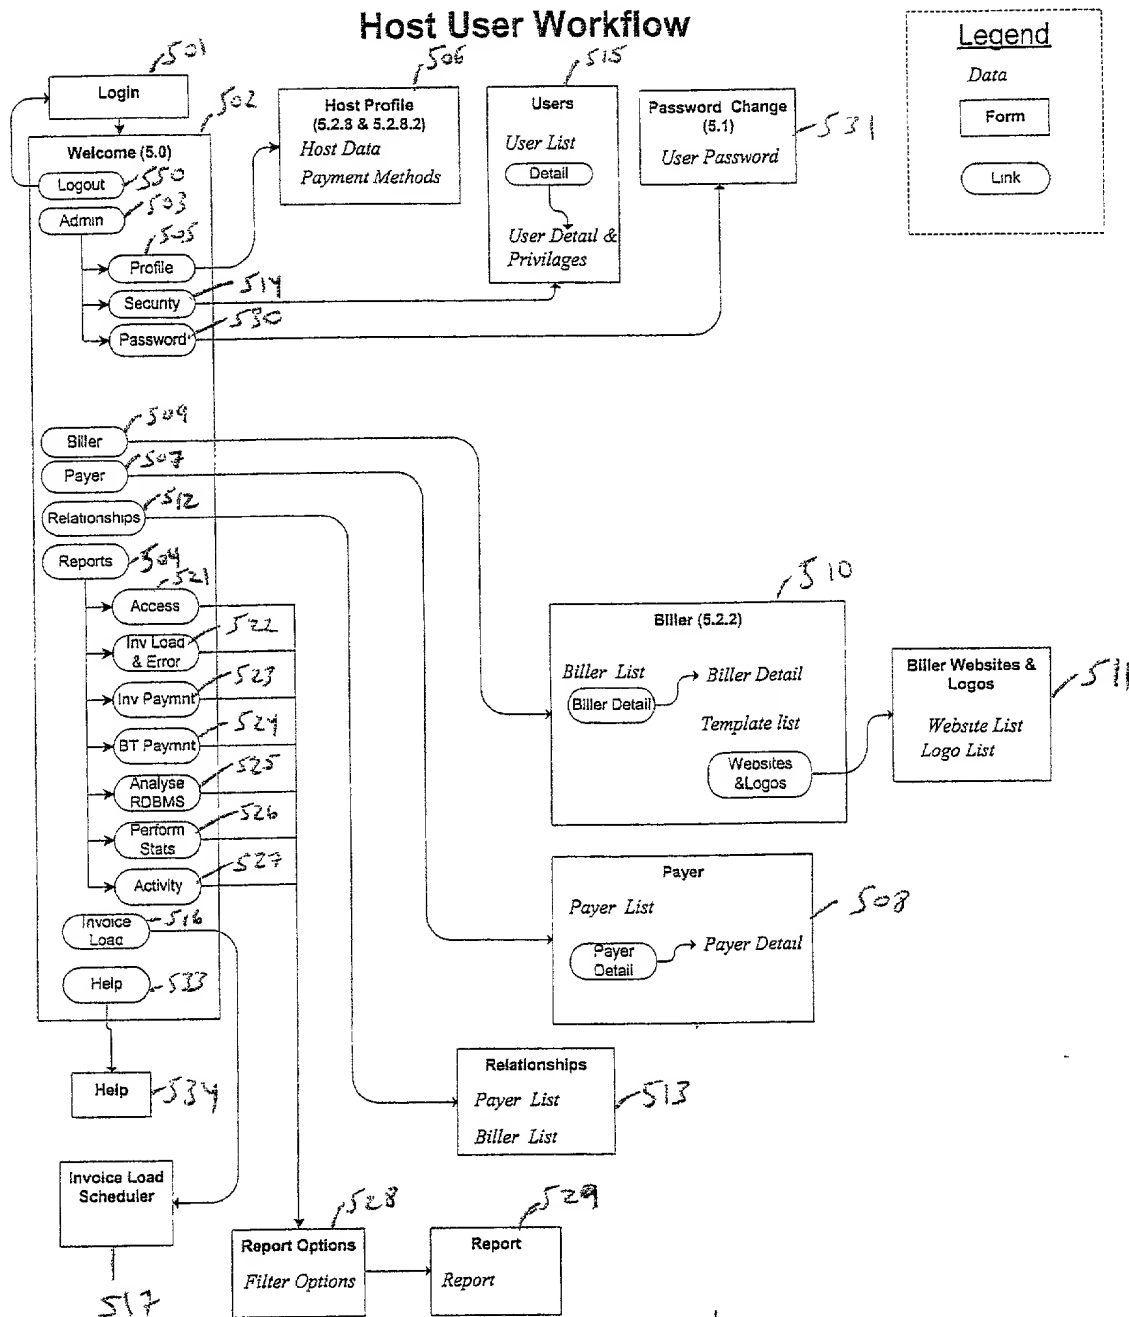 Host User Workflow
Legend
Data
Form
Link
501
Login
502
506
Host Profile
(5.2.8 & 5.2.8.2)
Host Data
Payment Methods
515
Users
User List
Detail
User Detail &
Privilages
Password Change
(5.1)
User Password
531
Welcome (5.0)
Logout
550
Admin
503
505
Profile
Security
514
Password
530
Biller
509
Payer
507
Relationships
512
Reports
504
521
Access
Inv Load
& Error
522
Inv Paymnt
523
BT Paymnt
524
Analyse
RDBMS
525
Perform
Stats
526
Activity
527
Invoice
Load
516
Help
533
Help
534
Invoice Load
Scheduler
517
510
Biller (5.2.2)
Biller List
Biller Detail
Biller Detail
Template list
Websites
&Logos
Biller Websites &
Logos
Website List
Logo List
511
Payer
Payer List
Payer
Detail
Payer Detail
508
Relationships
Payer List
Biller List
513
528
Report Options
Filter Options
529
Report
Report